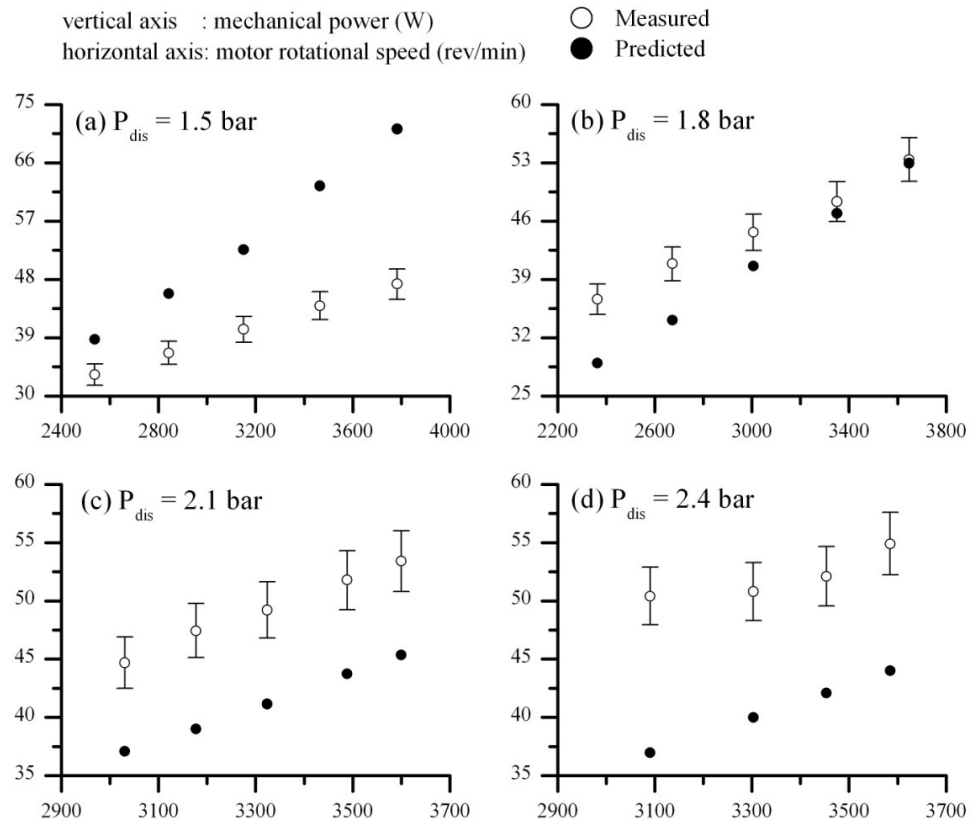 vertical axis : mechanical power (W)
horizontal axis: motor rotational speed (rev/min)
Measured
Predicted
(a) P_dis = 1.5 bar
75
66
57
48
39
30
2400 2800 3200 3600 4000
(b) P_dis = 1.8 bar
60
53
46
39
32
25
2200 2600 3000 3400 3800
(c) P_dis = 2.1 bar
60
55
50
45
40
35
2900 3100 3300 3500 3700
(d) P_dis = 2.4 bar
60
55
50
45
40
35
2900 3100 3300 3500 3700